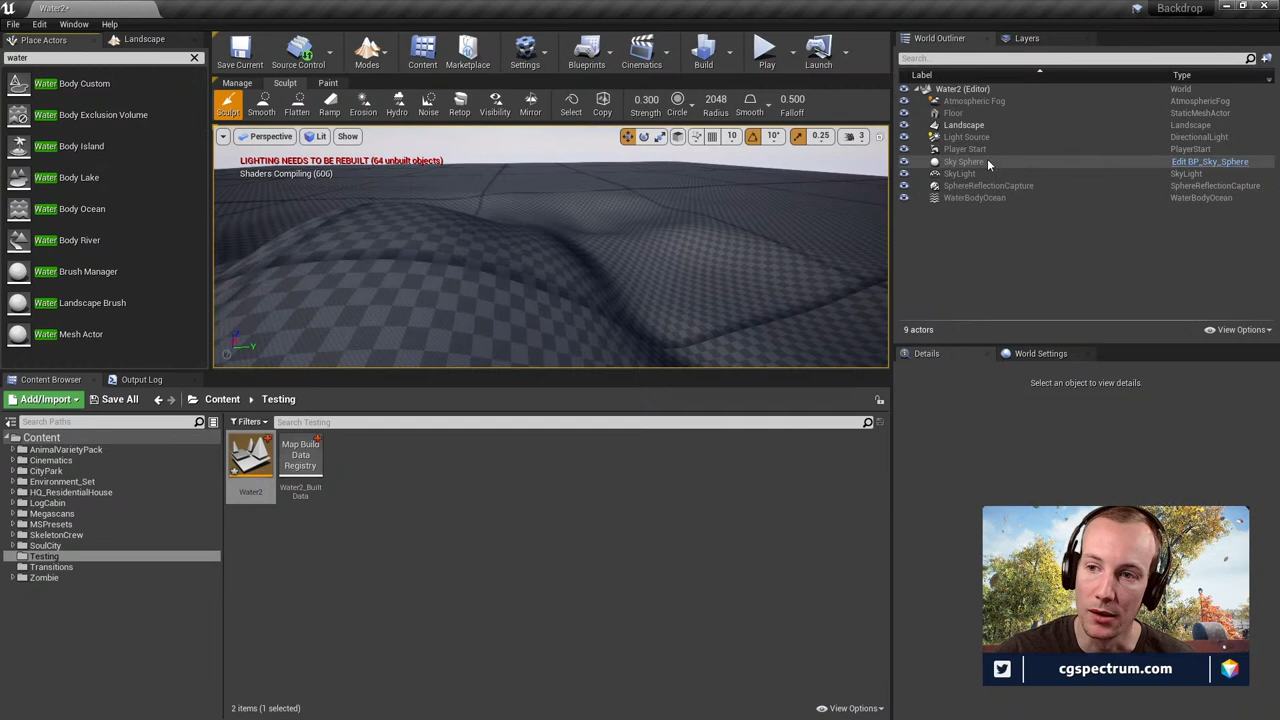 Water2*
Backdrop
File Edit Window Help
Place Actors
Landscape
water
Water Body Custom
Water Body Exclusion Volume
Water Body Island
Water Body Lake
Water Body Ocean
Water Body River
Water Brush Manager
Water Landscape Brush
Water Mesh Actor
Save Current
Source Control
Modes
Content
Marketplace
Settings
Blueprints
Cinematics
Build
Play
Launch
Manage Sculpt Paint
Sculpt Smooth Flatten Ramp Erosion Hydro Noise Retop Visibility Mirror Select Copy
0.300
Strength
2048
Radius
Circle
Smooth
0.500
Falloff
Perspective Lit Show
10 10° 0.25 3
LIGHTING NEEDS TO BE REBUILT (64 unbuilt objects)
Shaders Compiling (606)
Y
World Outliner
Layers
Search...
Label Type
Water2 (Editor) World
Atmospheric Fog AtmosphericFog
Floor StaticMeshActor
Landscape Landscape
Light Source DirectionalLight
Player Start PlayerStart
Sky Sphere Edit BP_Sky_Sphere
SkyLight SkyLight
SphereReflectionCapture SphereReflectionCapture
WaterBodyOcean WaterBodyOcean
9 actors
View Options
Details
World Settings
Select an object to view details.
Content Browser
Output Log
Add/Import
Save All
Content Testing
Search Paths
Filters
Search Testing
Content
AnimalVarietyPack
Cinematics
CityPark
Environment_Set
HQ_ResidentialHouse
LogCabin
Megascans
MSPresets
SkeletonCrew
SoulCity
Testing
Transitions
Zombie
Water2
Map Build
Data
Registry
Water2_Built
Data
2 items (1 selected)
View Options
cgspectrum.com